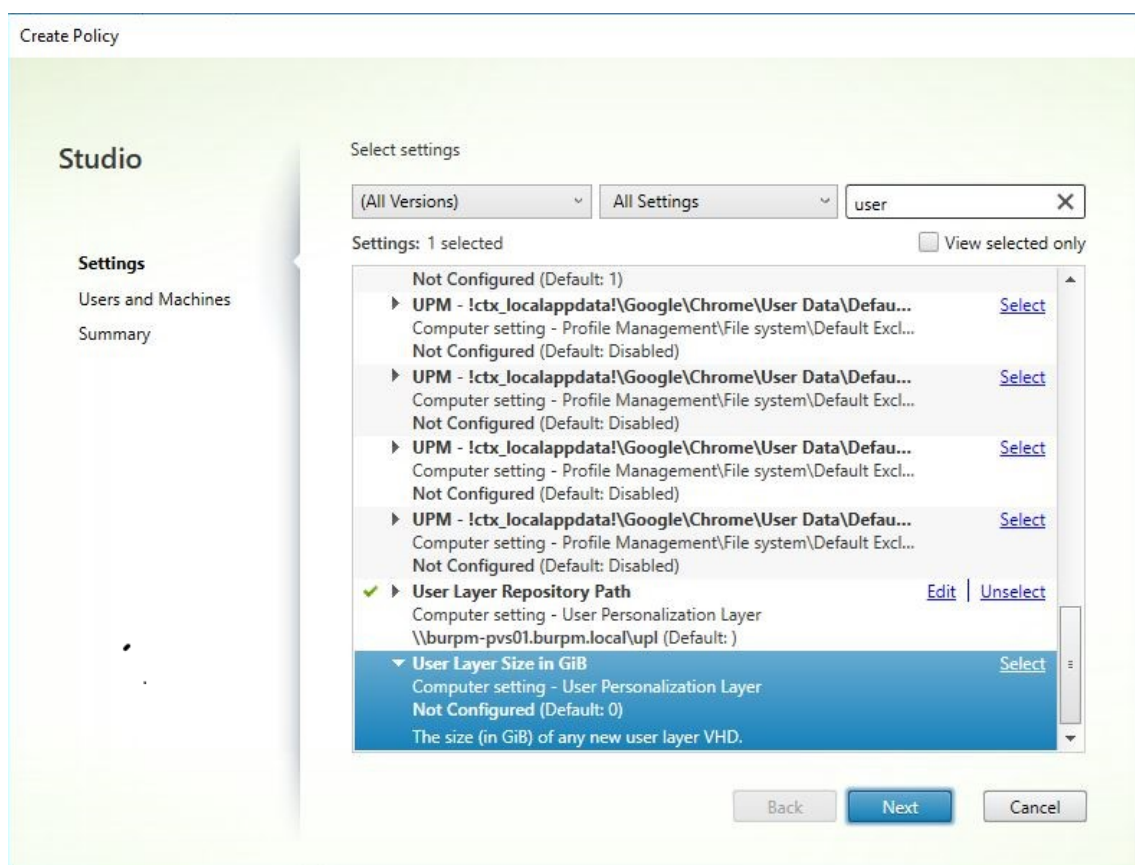 Create Policy
Studio
Settings
Users and Machines
Summary
Select settings
(All Versions)
All Settings
user
Settings: 1 selected
View selected only
Not Configured (Default: 1)
UPM - !ctx_localappdata!\Google\Chrome\User Data\Defau... Select
Computer setting - Profile Management\File system\Default Excl...
Not Configured (Default: Disabled)
UPM - !ctx_localappdata!\Google\Chrome\User Data\Defau... Select
Computer setting - Profile Management\File system\Default Excl...
Not Configured (Default: Disabled)
UPM - !ctx_localappdata!\Google\Chrome\User Data\Defau... Select
Computer setting - Profile Management\File system\Default Excl...
Not Configured (Default: Disabled)
UPM - !ctx_localappdata!\Google\Chrome\User Data\Defau... Select
Computer setting - Profile Management\File system\Default Excl...
Not Configured (Default: Disabled)
User Layer Repository Path Edit | Unselect
Computer setting - User Personalization Layer
\\burpm-pvs01.burpm.local\upl (Default: )
User Layer Size in GiB Select
Computer setting - User Personalization Layer
Not Configured (Default: 0)
The size (in GiB) of any new user layer VHD.
Back
Next
Cancel